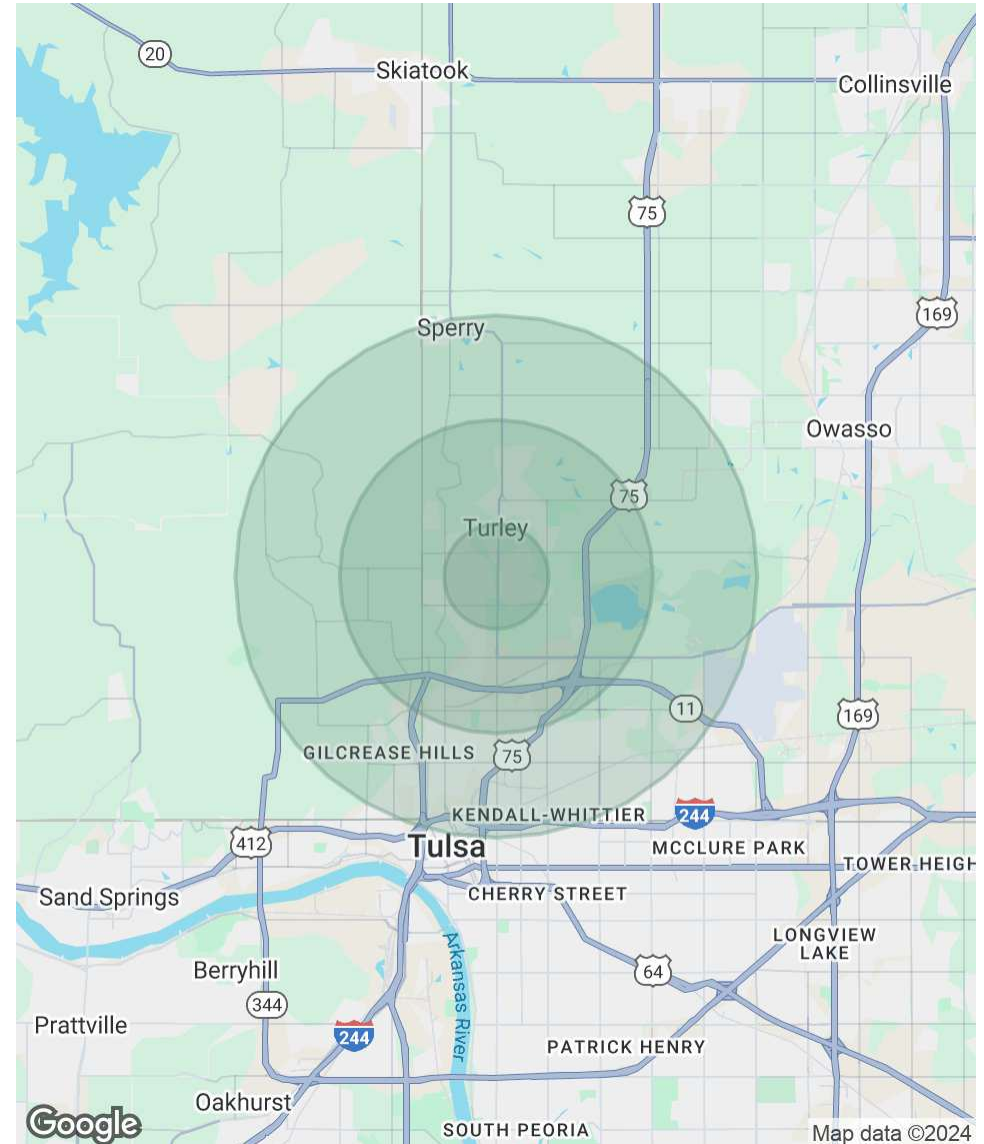 20
Skiatook
Collinsville
75
169
Sperry
Owasso
75
Turley
11
169
GILCREASE HILLS
75
KENDALL-WHITTIER
244
412
Tulsa
MCCLURE PARK
TOWER HEIGH
Sand Springs
CHERRY STREET
LONGVIEW
LAKE
Arkansas River
Berryhill
64
344
Prattville
244
PATRICK HENRY
Oakhurst
Google
SOUTH PEORIA
Map data ©2024